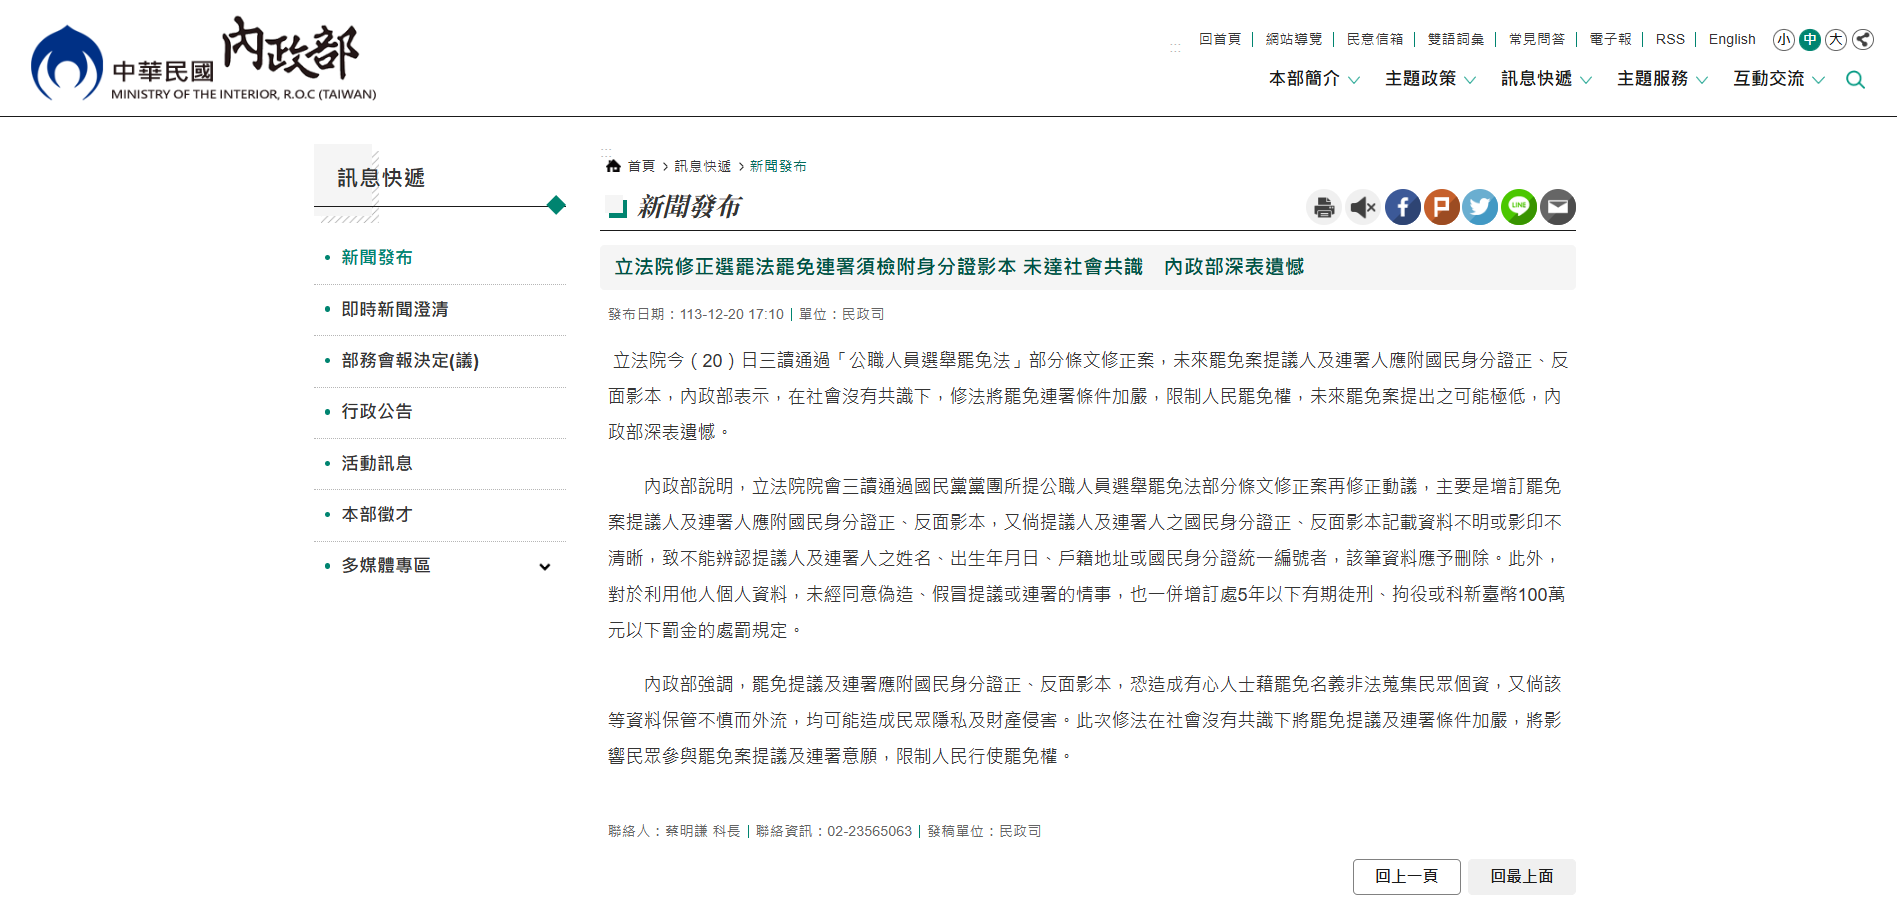 中華民國 內政部
MINISTRY OF THE INTERIOR, R.O.C (TAIWAN)
:::
回首頁 | 網站導覽 | 民意信箱 | 雙語詞彙 | 常見問答 | 電子報 | RSS | English 小 中 大
本部簡介 主題政策 訊息快遞 主題服務 互動交流
訊息快遞
新聞發布
即時新聞澄清
部務會報決定(議)
行政公告
活動訊息
本部徵才
多媒體專區
:::
首頁 > 訊息快遞 > 新聞發布
新聞發布
LINE
立法院修正選罷法罷免連署須檢附身分證影本 未達社會共識　內政部深表遺憾
發布日期：113-12-20 17:10 | 單位：民政司
立法院今（20）日三讀通過「公職人員選舉罷免法」部分條文修正案，未來罷免案提議人及連署人應附國民身分證正、反
面影本，內政部表示，在社會沒有共識下，修法將罷免連署條件加嚴，限制人民罷免權，未來罷免案提出之可能極低，內
政部深表遺憾。
內政部說明，立法院院會三讀通過國民黨黨團所提公職人員選舉罷免法部分條文修正案再修正動議，主要是增訂罷免
案提議人及連署人應附國民身分證正、反面影本，又倘提議人及連署人之國民身分證正、反面影本記載資料不明或影印不
清晰，致不能辨認提議人及連署人之姓名、出生年月日、戶籍地址或國民身分證統一編號者，該筆資料應予刪除。此外，
對於利用他人個人資料，未經同意偽造、假冒提議或連署的情事，也一併增訂處5年以下有期徒刑、拘役或科新臺幣100萬
元以下罰金的處罰規定。
內政部強調，罷免提議及連署應附國民身分證正、反面影本，恐造成有心人士藉罷免名義非法蒐集民眾個資，又倘該
等資料保管不慎而外流，均可能造成民眾隱私及財產侵害。此次修法在社會沒有共識下將罷免提議及連署條件加嚴，將影
響民眾參與罷免案提議及連署意願，限制人民行使罷免權。
聯絡人：蔡明謙 科長 | 聯絡資訊：02-23565063 | 發稿單位：民政司
回上一頁 回最上面